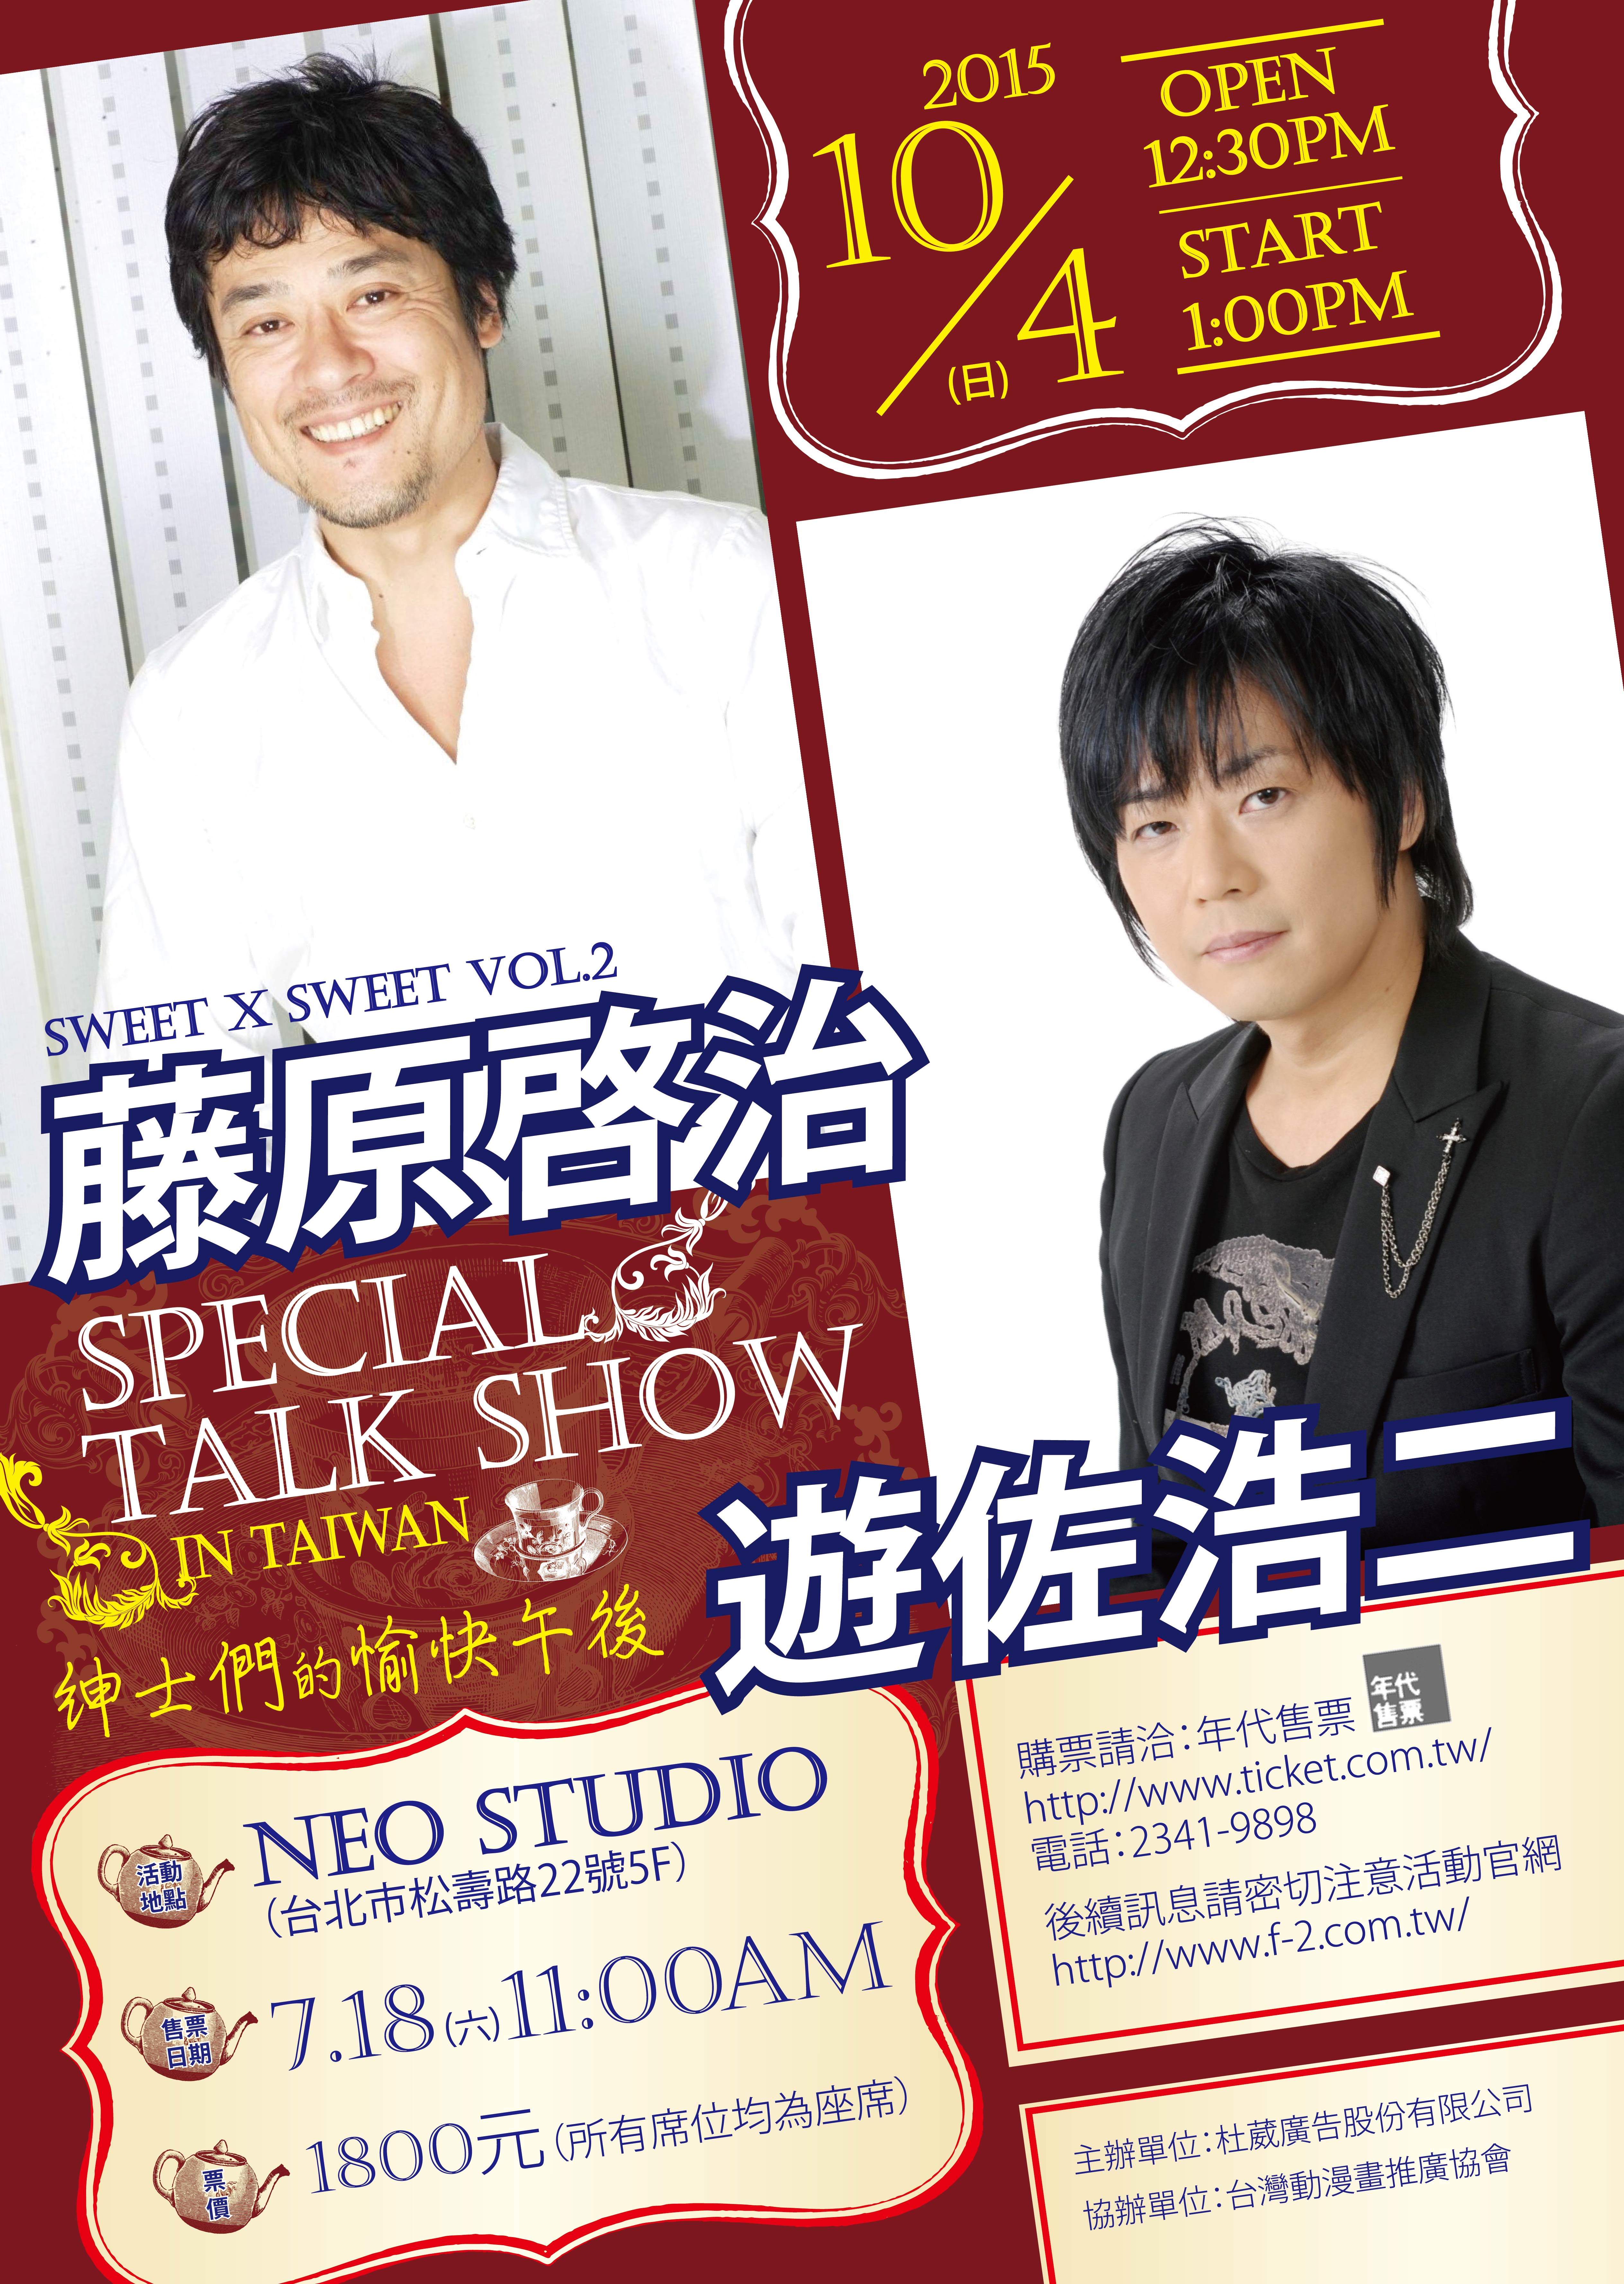 2015
10/4
(日)
OPEN
12:30PM
START
1:00PM
SWEET X SWEET VOL.2
藤原啓治
SPECIAL
TALK SHOW
IN TAIWAN
紳士們的愉快午後
遊佐浩二
活動
地點
NEO STUDIO
(台北市松壽路22號5F)
售票
日期
7.18(六)11:00AM
票
價
1800元(所有席位均為座席)
購票請洽:年代售票
年代
售票
http://www.ticket.com.tw/
電話:2341-9898
後續訊息請密切注意活動官網
http://www.f-2.com.tw/
主辦單位:杜葳廣告股份有限公司
協辦單位:台灣動漫畫推廣協會